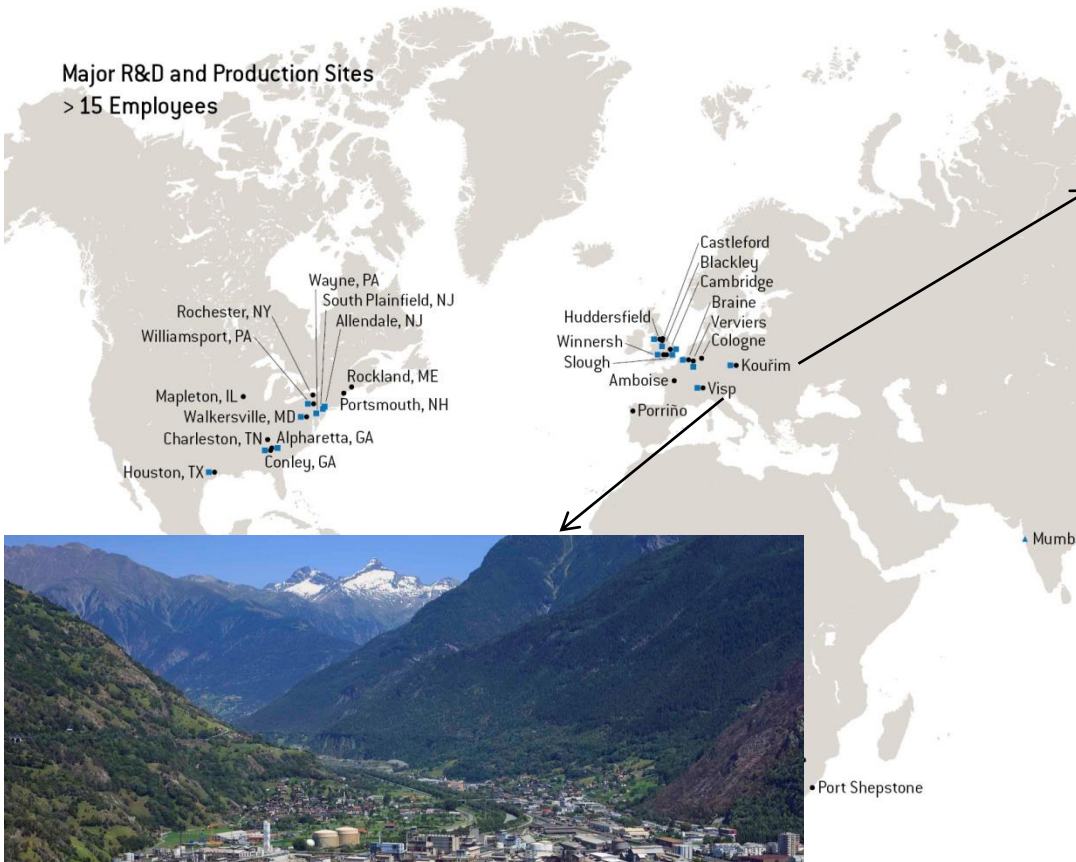 Major R&D and Production Sites
> 15 Employees
Wayne, PA
South Plainfield, NJ
Rochester, NY
Allendale, NJ
Williamsport, PA
Rockland, ME
Mapleton, IL
Portsmouth, NH
Walkersville, MD
Charleston, TN
Alpharetta, GA
Conley, GA
Houston, TX
Castleford
Blackley
Cambridge
Braine
Huddersfield
Verviers
Winnersh
Cologne
Slough
Kouřim
Amboise
Visp
Porriño
Mumb
Port Shepstone